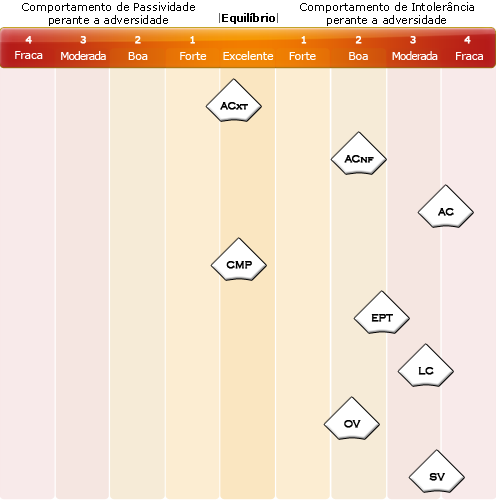 Comportamento de Passividade
perante a adversidade
|Equilíbrio|
Comportamento de Intolerância
perante a adversidade
4 3 2 1 1 2 3 4
Fraca Moderada Boa Forte Excelente Forte Boa Moderada Fraca
ACXT
ACNF
AC
CMP
EPT
LC
OV
SV